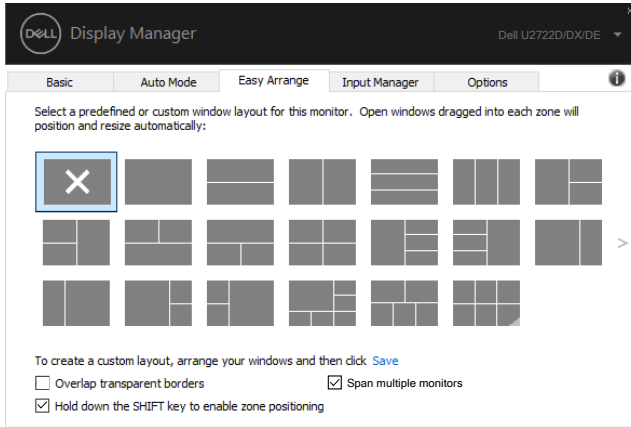 DELL Display Manager
Dell U2722D/DX/DE
Basic Auto Mode Easy Arrange Input Manager Options
Select a predefined or custom window layout for this monitor. Open windows dragged into each zone will
position and resize automatically:
To create a custom layout, arrange your windows and then click Save
Overlap transparent borders
Span multiple monitors
Hold down the SHIFT key to enable zone positioning